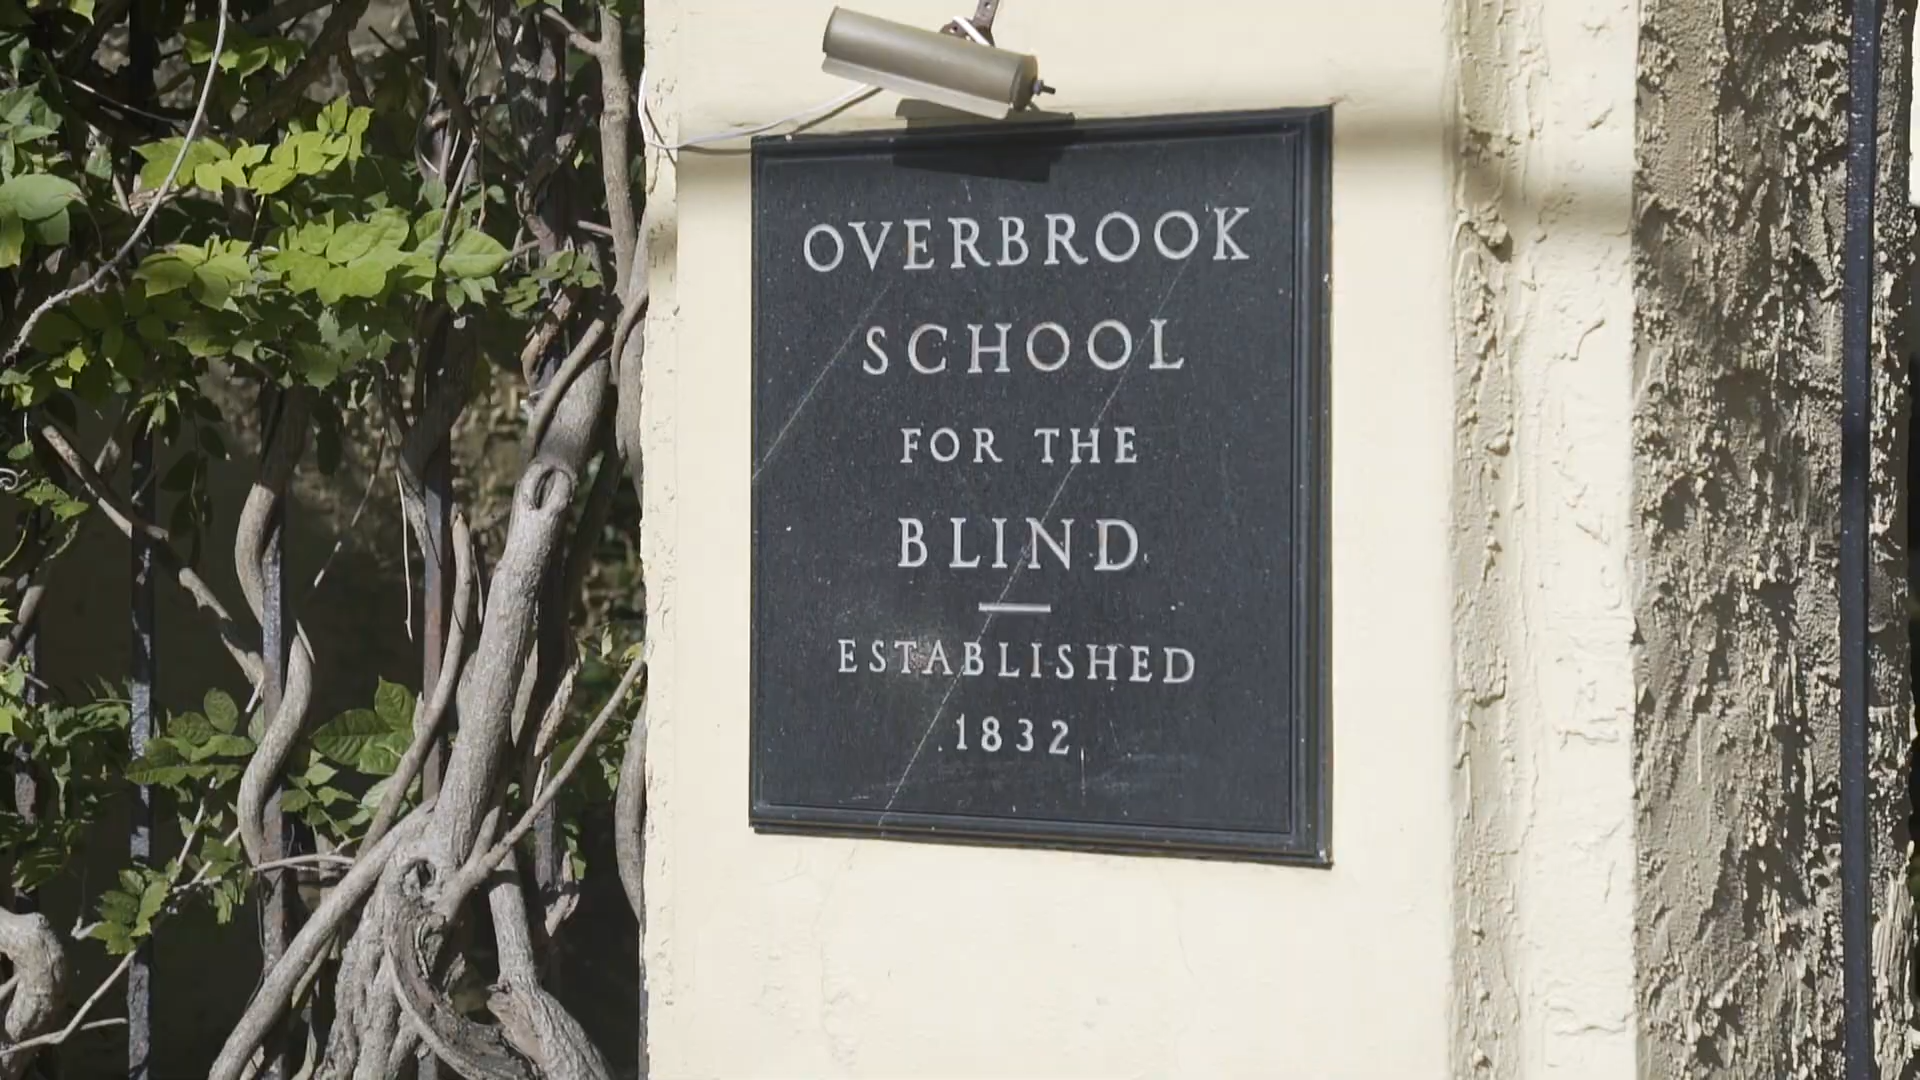 OVERBROOK
SCHOOL
FOR THE
BLIND
ESTABLISHED
1832